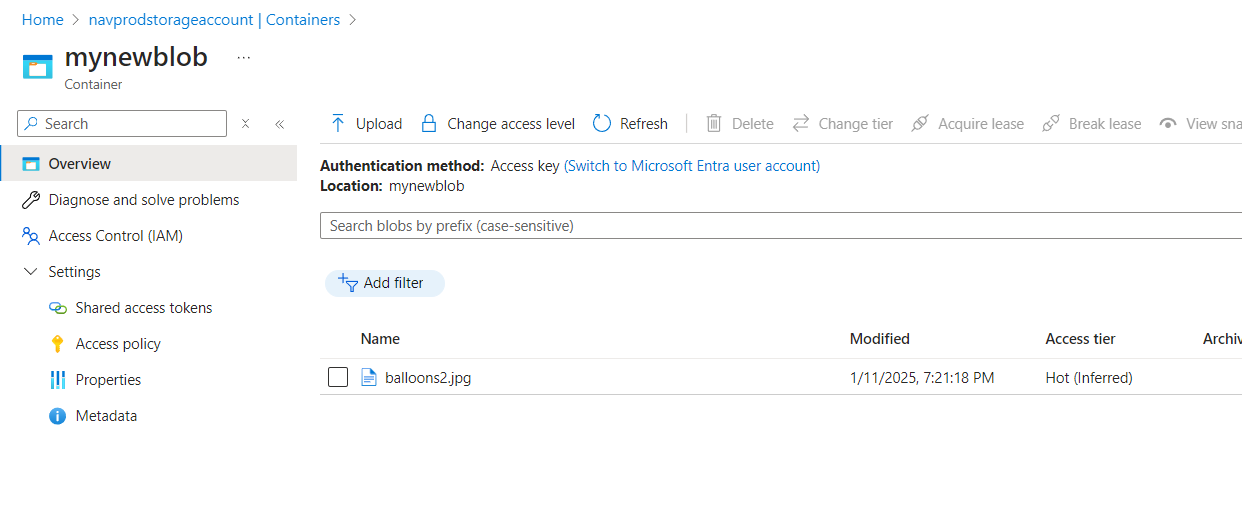 Home > navprodstorageaccount | Containers >
mynewblob ...
Container
Search
Overview
Diagnose and solve problems
Access Control (IAM)
Settings
Shared access tokens
Access policy
Properties
Metadata
Upload Change access level Refresh Delete Change tier Acquire lease Break lease View sna
Authentication method: Access key (Switch to Microsoft Entra user account)
Location: mynewblob
Search blobs by prefix (case-sensitive)
Add filter
Name Modified Access tier Archiv
balloons2.jpg 1/11/2025, 7:21:18 PM Hot (Inferred)